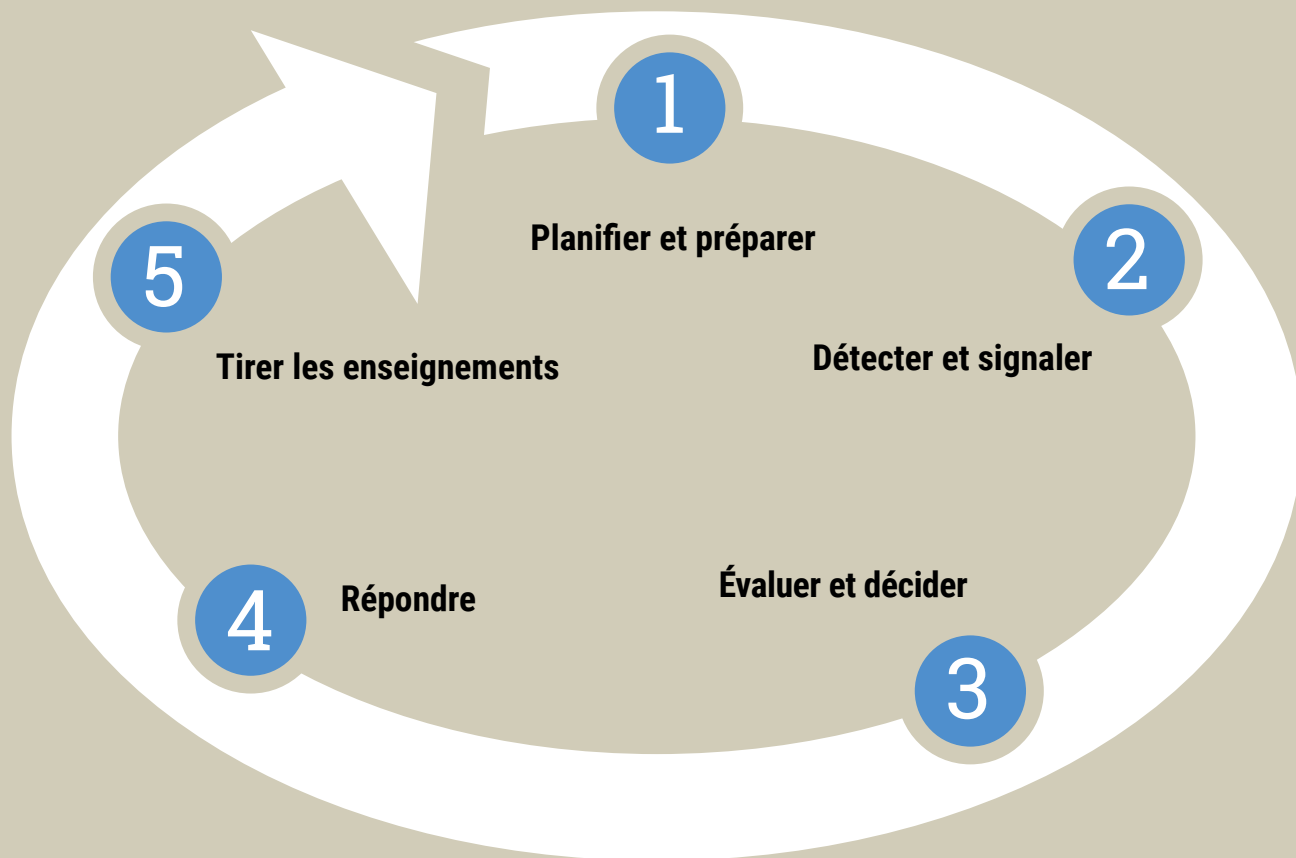 1
Planifier et préparer
2
Détecter et signaler
3
Évaluer et décider
4
Répondre
5
Tirer les enseignements